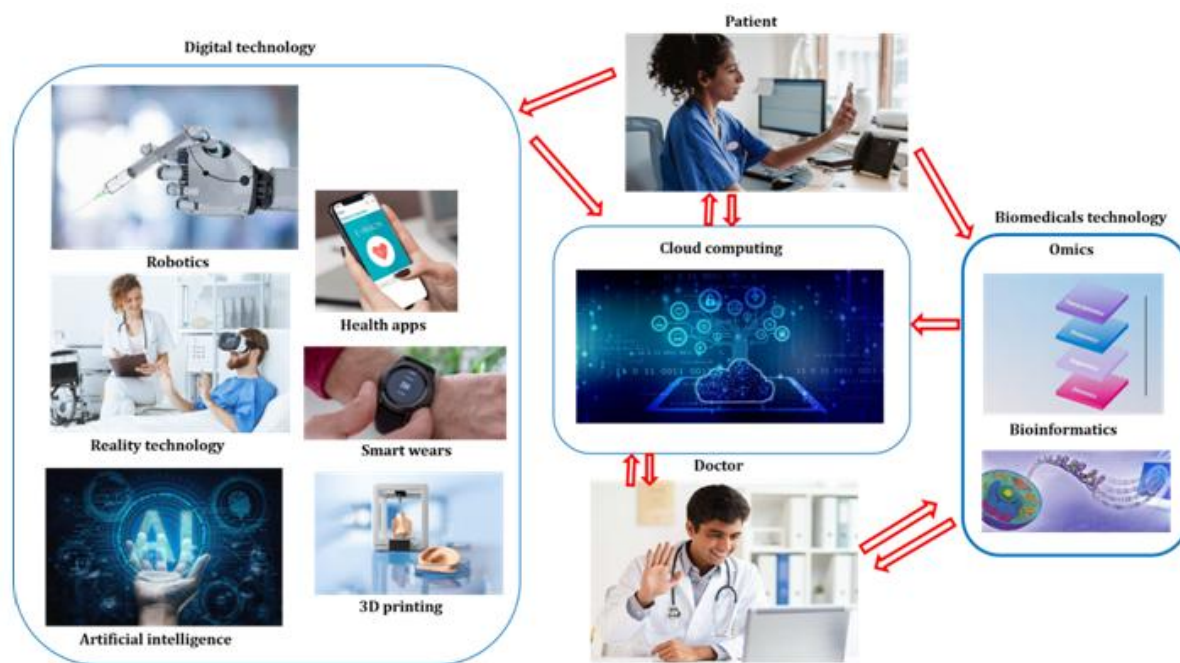 Patient
Digital technology
Robotics
Health apps
Reality technology
Smart wears
AI
Artificial intelligence
3D printing
Cloud computing
Doctor
Biomedicals technology
Omics
Bioinformatics